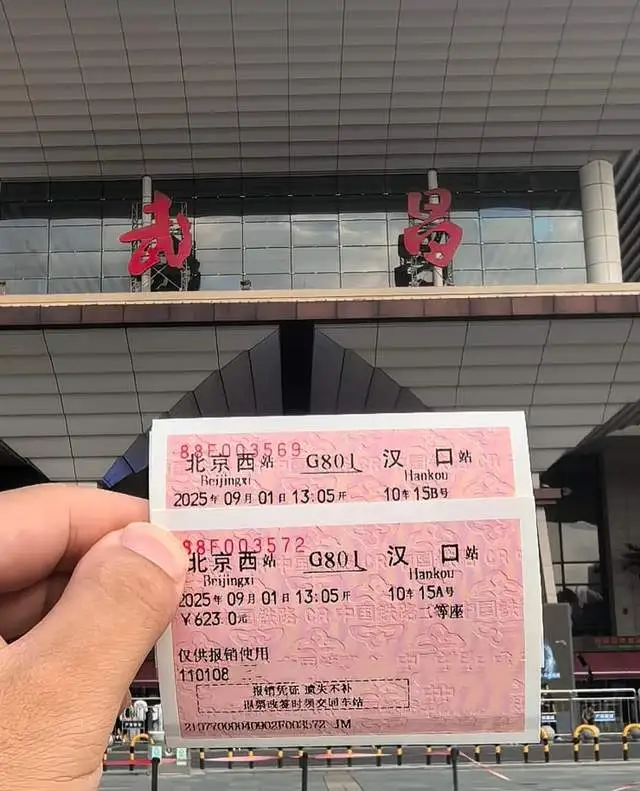 武昌
88F003569
北京西站 G801 汉口站
Beijingxi Hankou
2025年09月01日 13:05开 10车15B号
88F003572
北京西站 G801 汉口站
Beijingxi Hankou
2025年09月01日 13:05开 10车15A号
￥623.0元 二等座
仅供报销使用
110108
报销凭证 遗失不补
退票改签时须交回车站
2107700040902F003572 JM